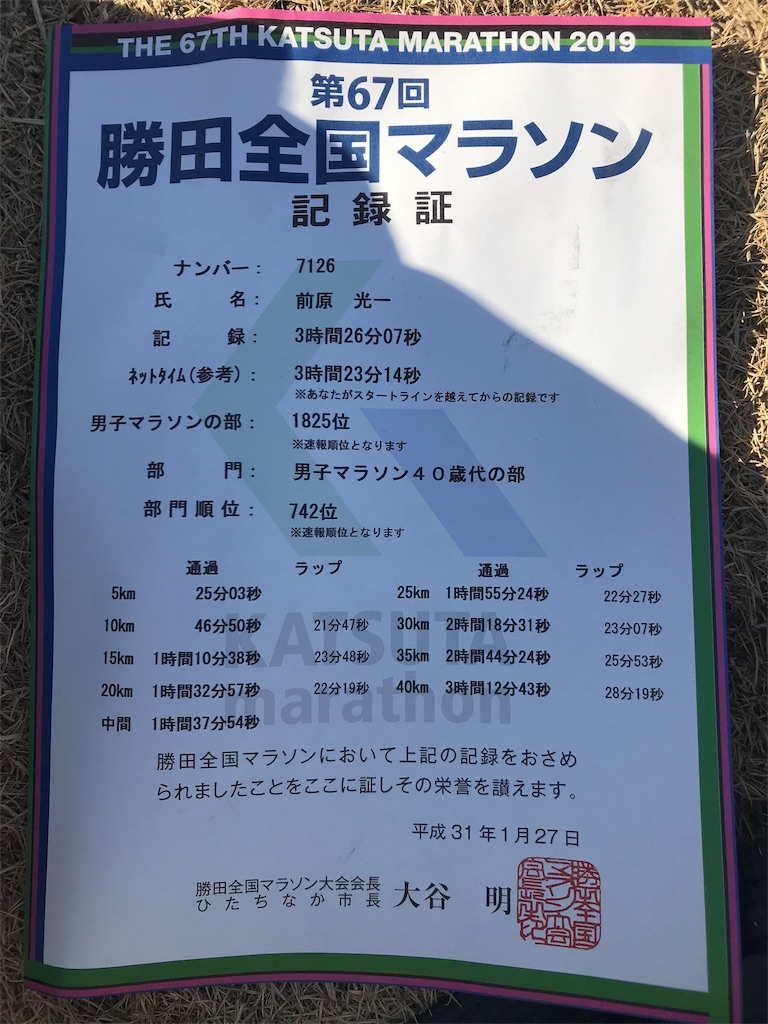 THE 67TH KATSUTA MARATHON 2019
第67回
勝田全国マラソン
記録証
ナンバー： 7126
氏　　名： 前原　光一
記　　録： 3時間26分07秒
ﾈｯﾄﾀｲﾑ(参考)： 3時間23分14秒
※あなたがスタートラインを越えてからの記録です
男子マラソンの部： 1825位
※速報順位となります
部　　門： 男子マラソン４０歳代の部
部門順位： 742位
※速報順位となります
通過 ラップ 通過 ラップ
5km 25分03秒 25km 1時間55分24秒 22分27秒
10km 46分50秒 21分47秒 30km 2時間18分31秒 23分07秒
15km 1時間10分38秒 23分48秒 35km 2時間44分24秒 25分53秒
20km 1時間32分57秒 22分19秒 40km 3時間12分43秒 28分19秒
中間 1時間37分54秒
KATSUTA
marathon
勝田全国マラソンにおいて上記の記録をおさめ
られましたことをここに証しその栄誉を讃えます。
平成31年1月27日
勝田全国マラソン大会会長
ひたちなか市長 大谷　明